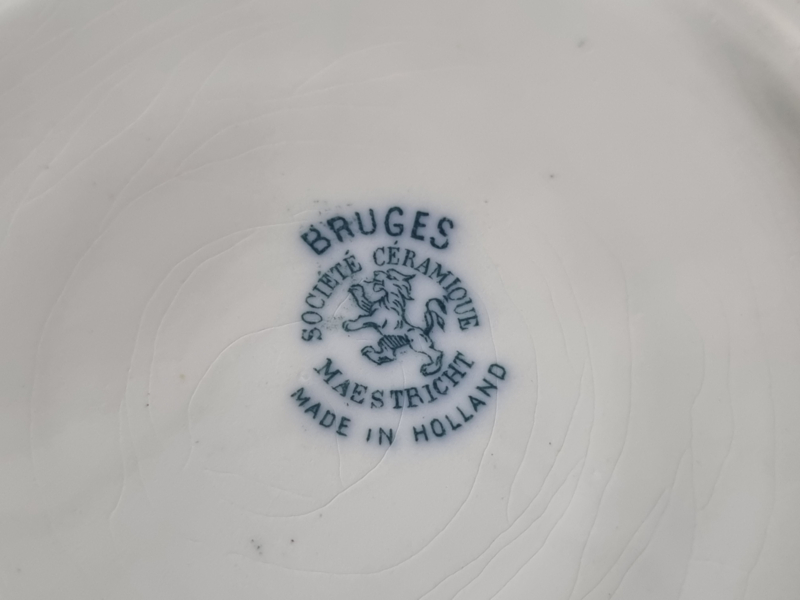 BRUGES
SOCIÉTÉ CÉRAMIQUE
MAESTRICHT
MADE IN HOLLAND